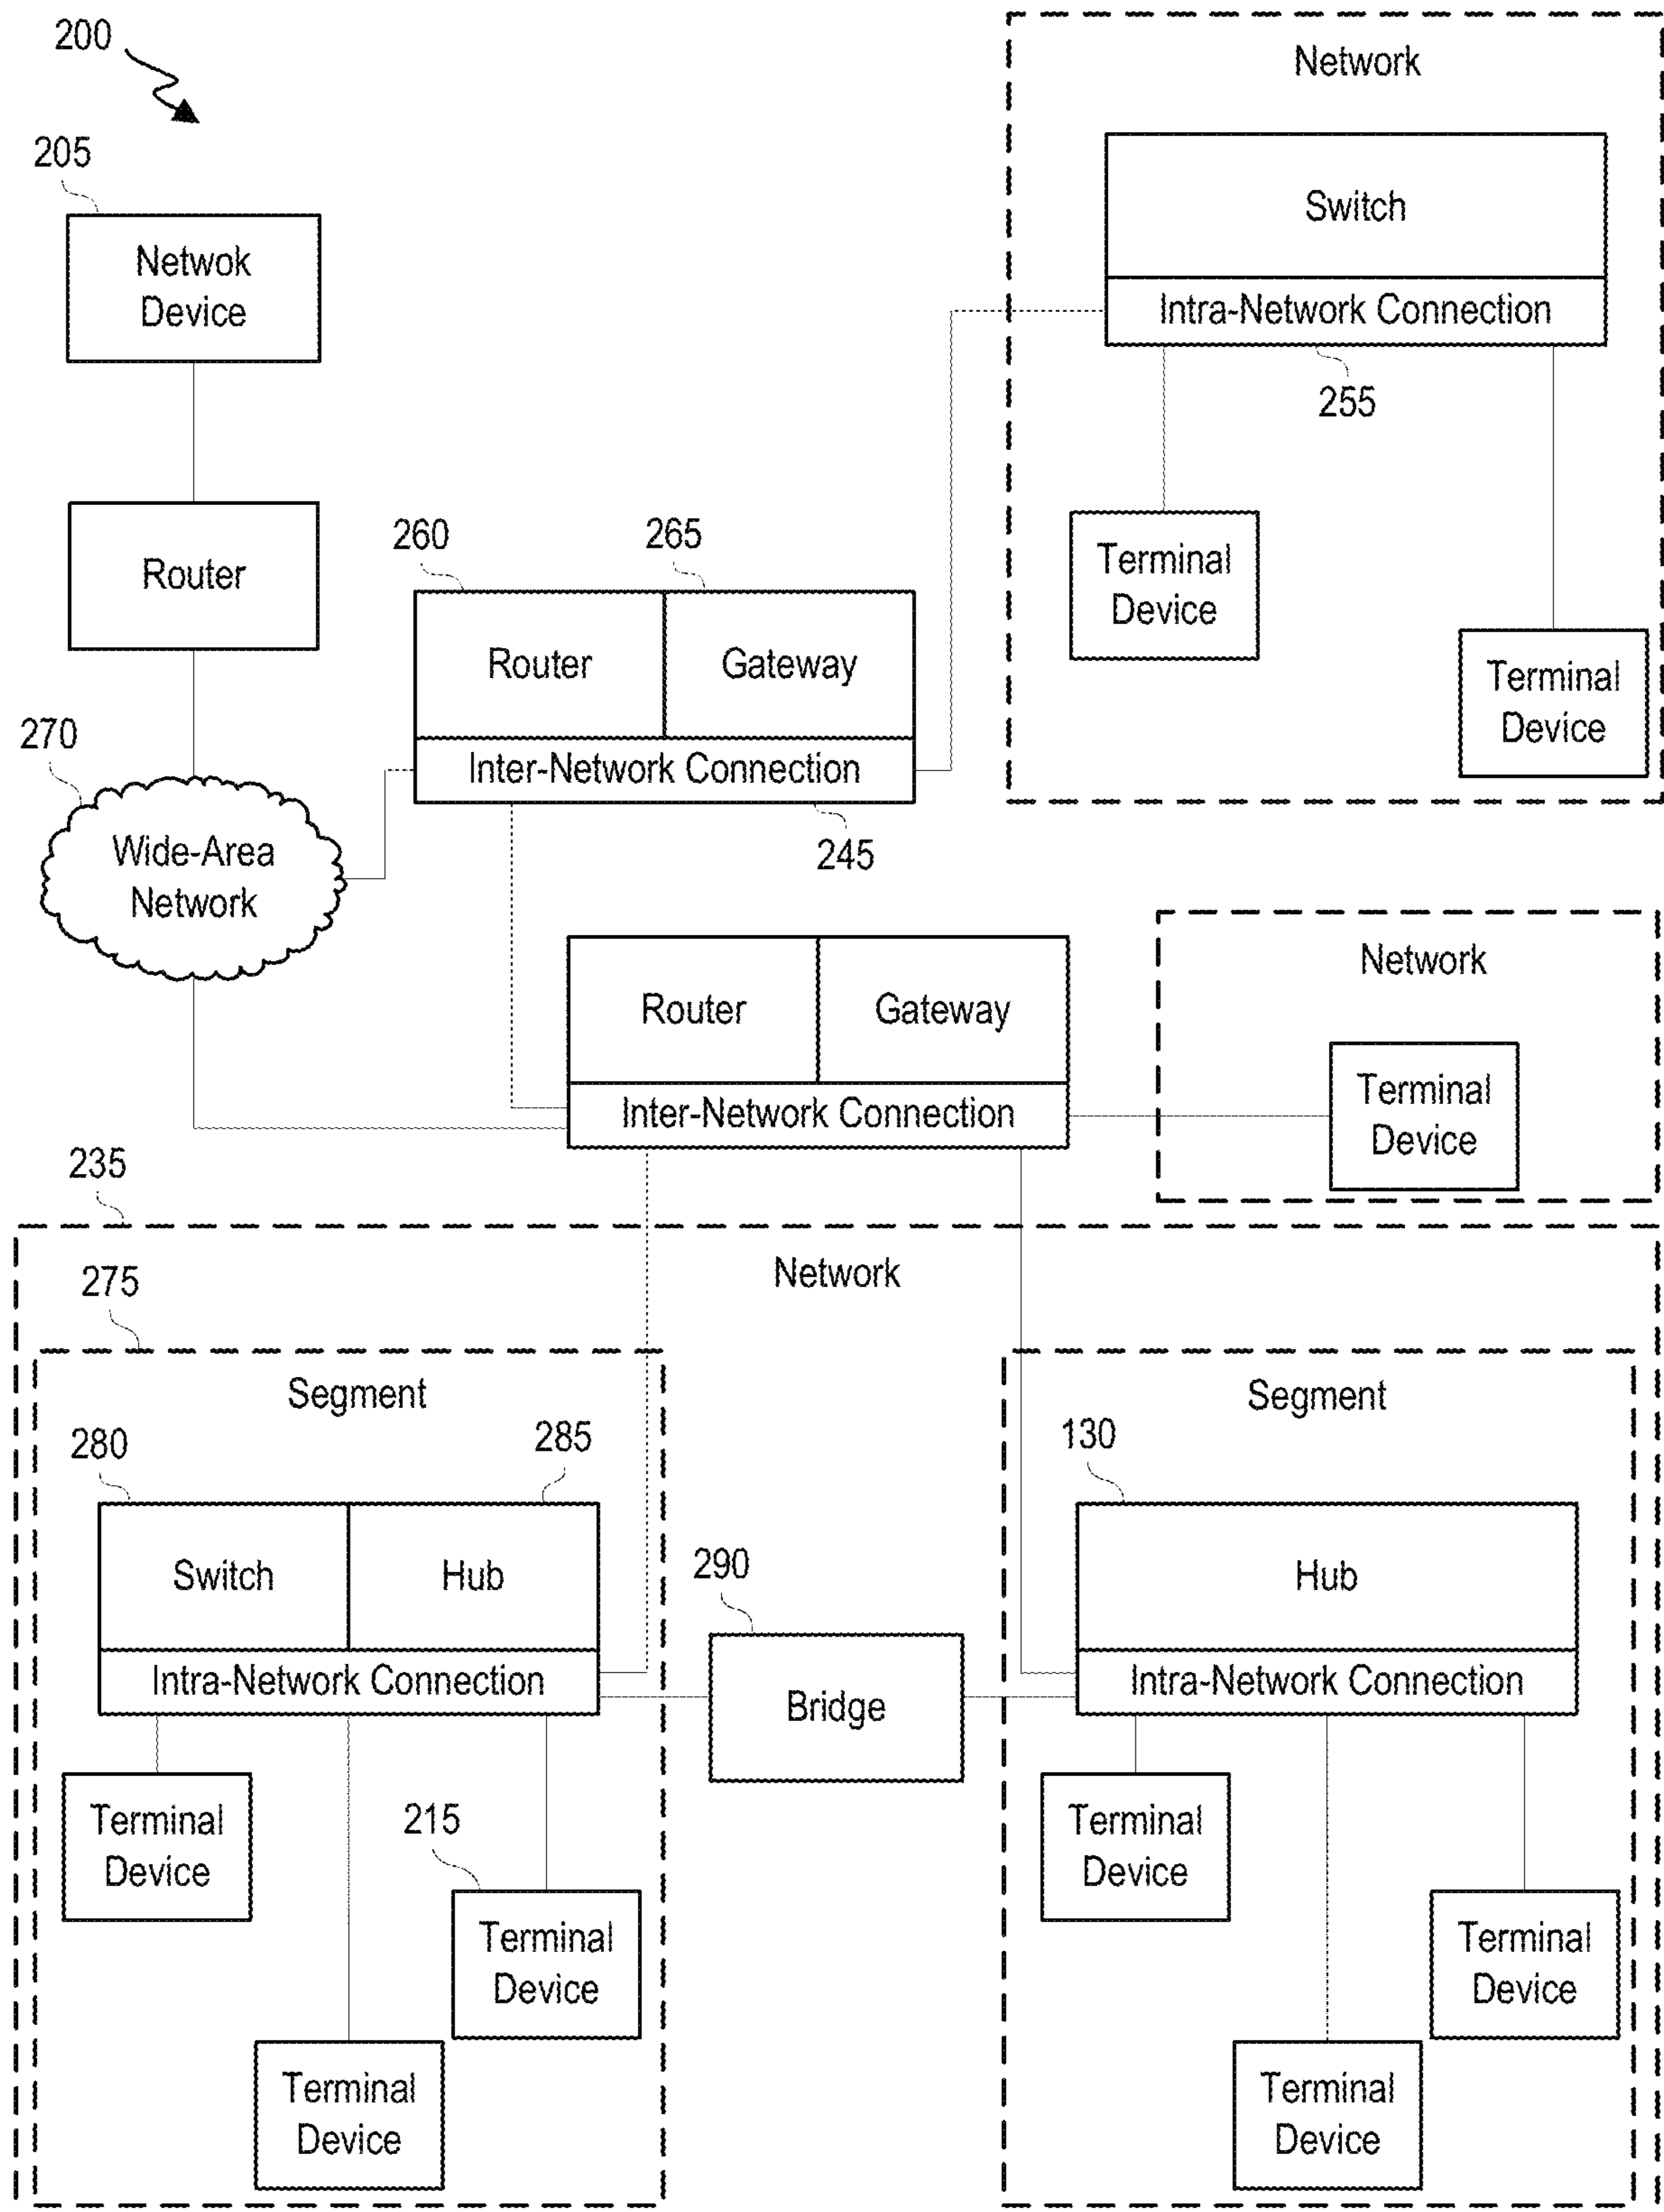 200
Network
205
Switch
Netwok
Device
Intra-Network Connection
255
260
265
Terminal
Device
Router
Router
Gateway
Terminal
Device
270
Inter-Network Connection
245
Wide-Area
Network
Network
Router
Gateway
Terminal
Device
Inter-Network Connection
235
Network
275
Segment
Segment
280
285
130
Switch
Hub
290
Hub
Intra-Network Connection
Bridge
Intra-Network Connection
Terminal
Device
215
Terminal
Device
Terminal
Device
Terminal
Device
Terminal
Device
Terminal
Device